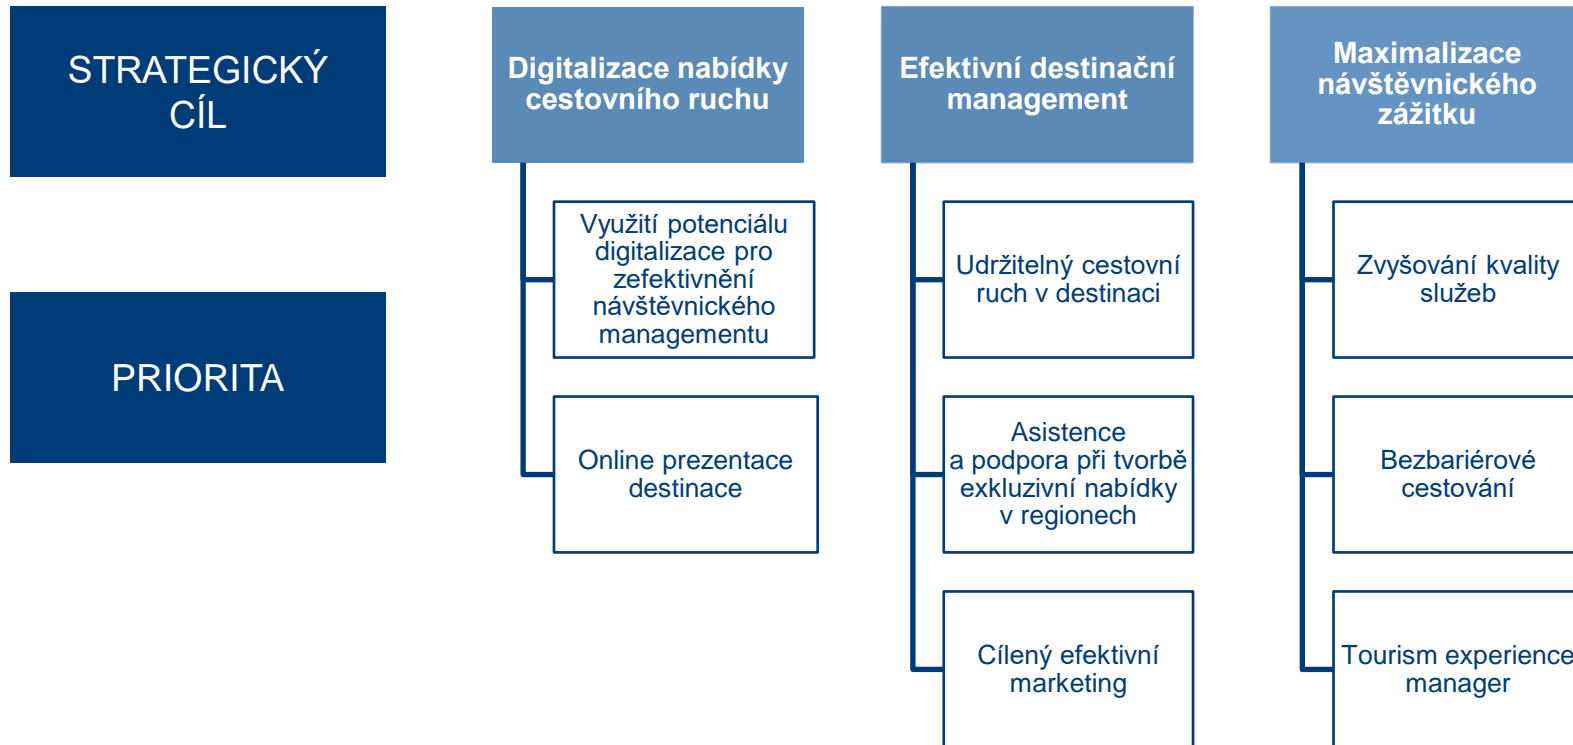 STRATEGICKÝ
CÍL
PRIORITA
Digitalizace nabídky
cestovního ruchu
Využití potenciálu
digitalizace pro
zefektivnění
návštěvnického
managementu
Online prezentace
destinace
Efektivní destinační
management
Udržitelný cestovní
ruch v destinaci
Asistence
a podpora při tvorbě
exkluzivní nabídky
v regionech
Cílený efektivní
marketing
Maximalizace
návštěvnického
zážitku
Zvyšování kvality
služeb
Bezbariérové
cestování
Tourism experience
manager